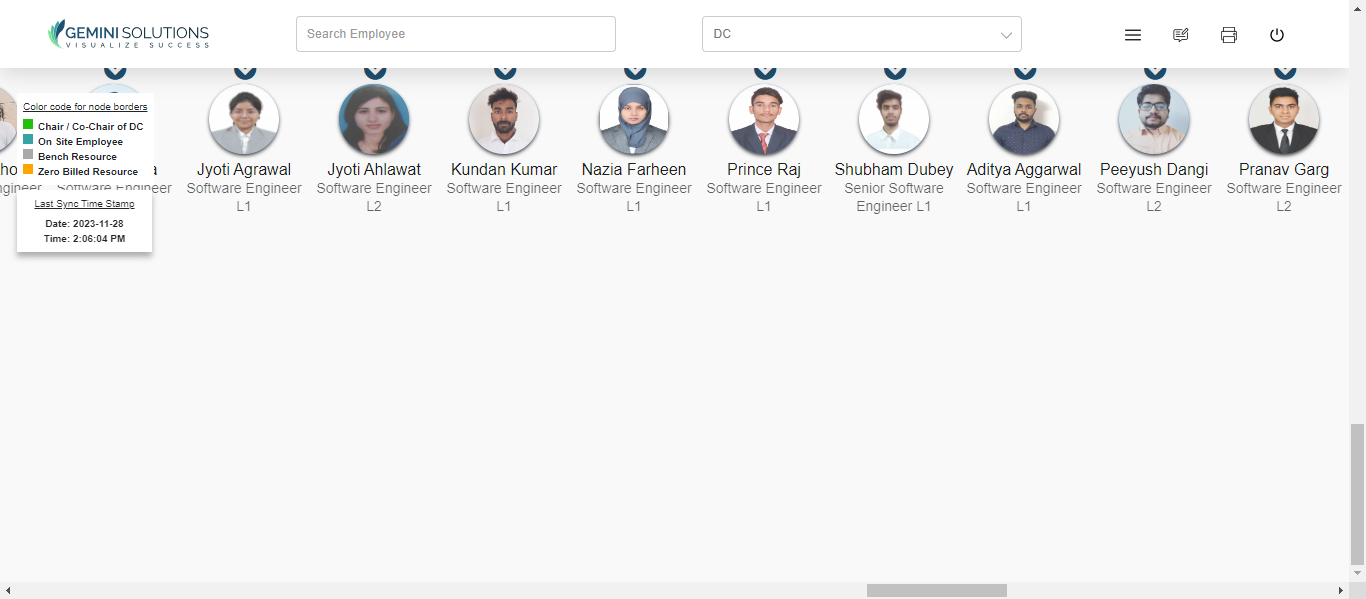 GEMINI SOLUTIONS
VISUALIZE SUCCESS
Search Employee
DC
Color code for node borders
Chair / Co-Chair of DC
On Site Employee
Bench Resource
Zero Billed Resource
Last Sync Time Stamp
Date: 2023-11-28
Time: 2:06:04 PM
Jyoti Agrawal
Software Engineer
L1
Jyoti Ahlawat
Software Engineer
L2
Kundan Kumar
Software Engineer
L1
Nazia Farheen
Software Engineer
L1
Prince Raj
Software Engineer
L1
Shubham Dubey
Senior Software
Engineer L1
Aditya Aggarwal
Software Engineer
L1
Peeyush Dangi
Software Engineer
L2
Pranav Garg
Software Engineer
L2